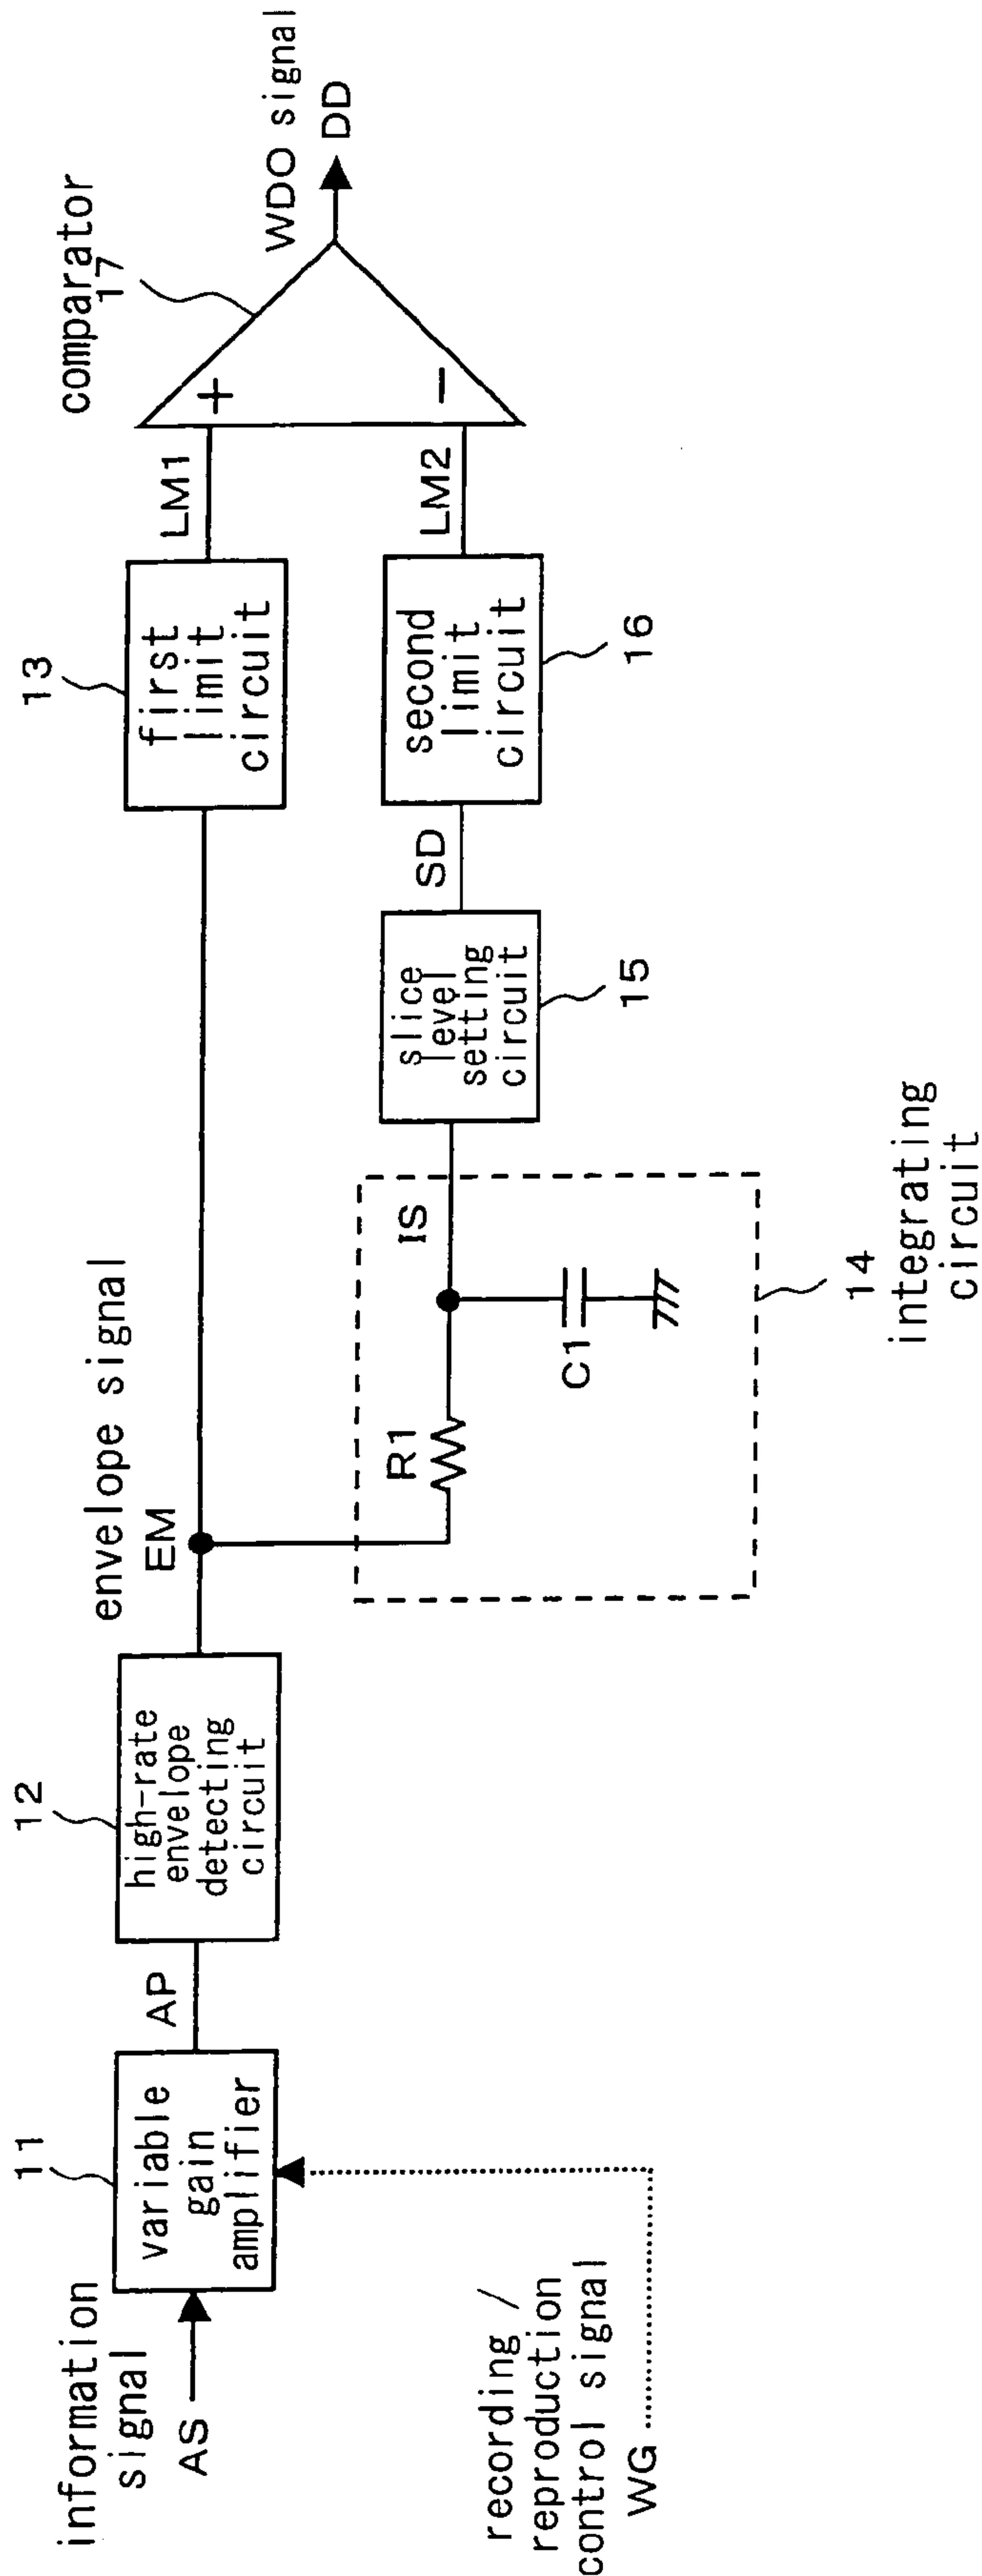 information
signal
AS
11
variable
gain
amplifier
recording /
reproduction
control signal
WG
AP
12
high-rate
envelope
detecting
circuit
envelope signal
EM
R1
C1
IS
14
integrating
circuit
slice
level
setting
circuit
15
SD
13
first
limit
circuit
second
limit
circuit
16
LM1
LM2
comparator
17
+
−
WDO signal
DD